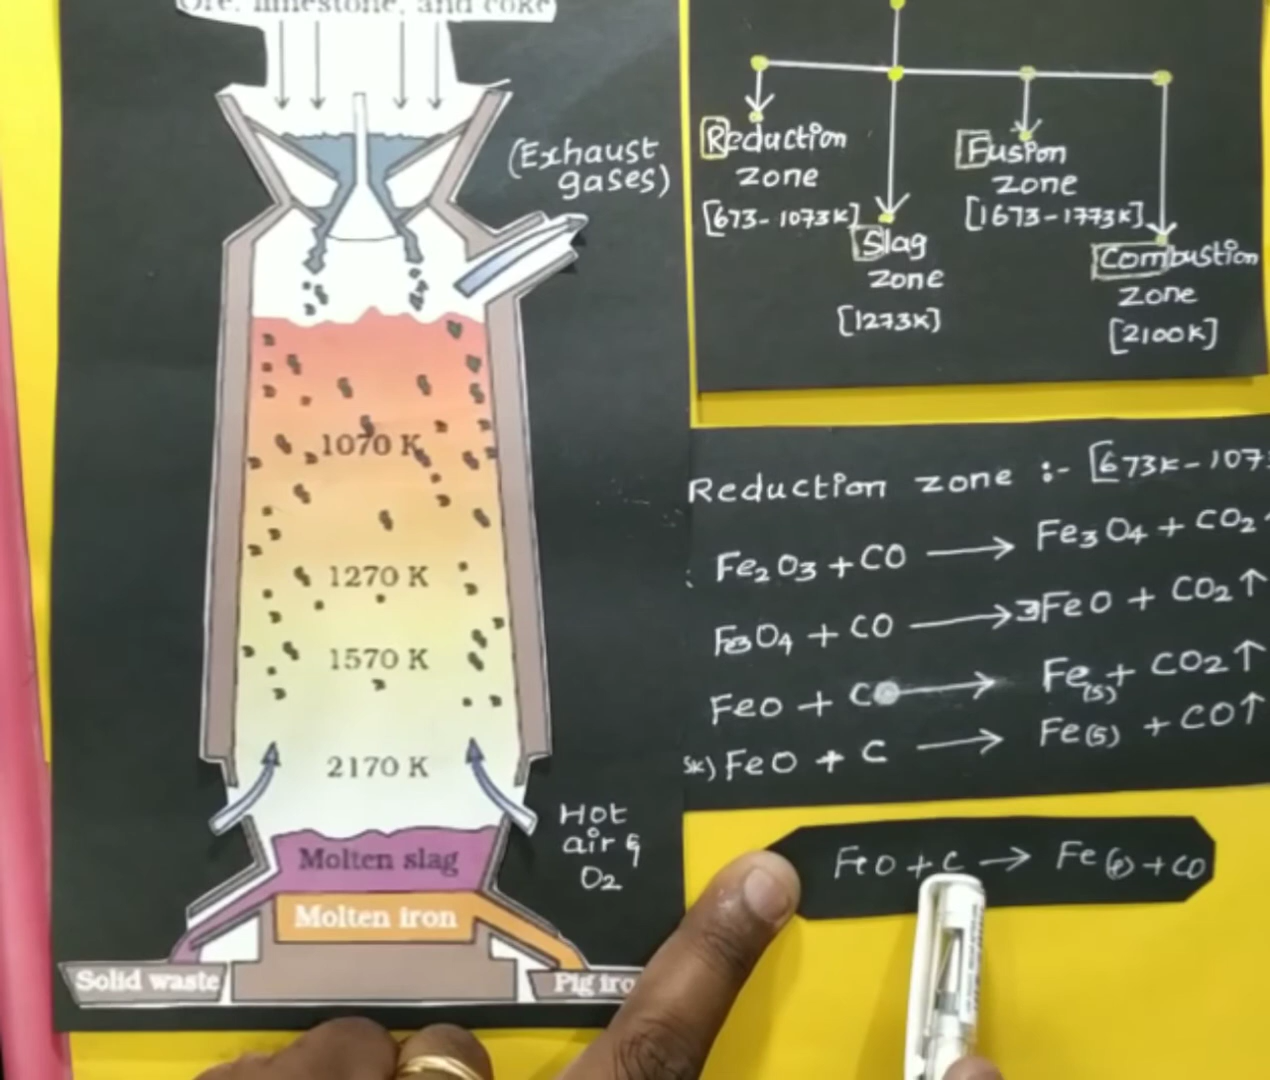 Ore, limestone, and coke
(Exhaust
gases)
1070 K
1270 K
1570 K
2170 K
Hot
air &
O2
Molten slag
Molten iron
Solid waste
Pig iro
Reduction
zone
[673-1073K]
Slag
zone
[1273K]
Fusion
zone
[1673-1773K]
Combustion
zone
[2100K]
Reduction zone :- [673K-107
Fe2O3 + CO → Fe3O4 + CO2↑
Fe3O4 + CO → 3FeO + CO2↑
FeO + CO → Fe(s) + CO2↑
5K) FeO + C → Fe(s) + CO↑
FeO + C → Fe(l) + CO